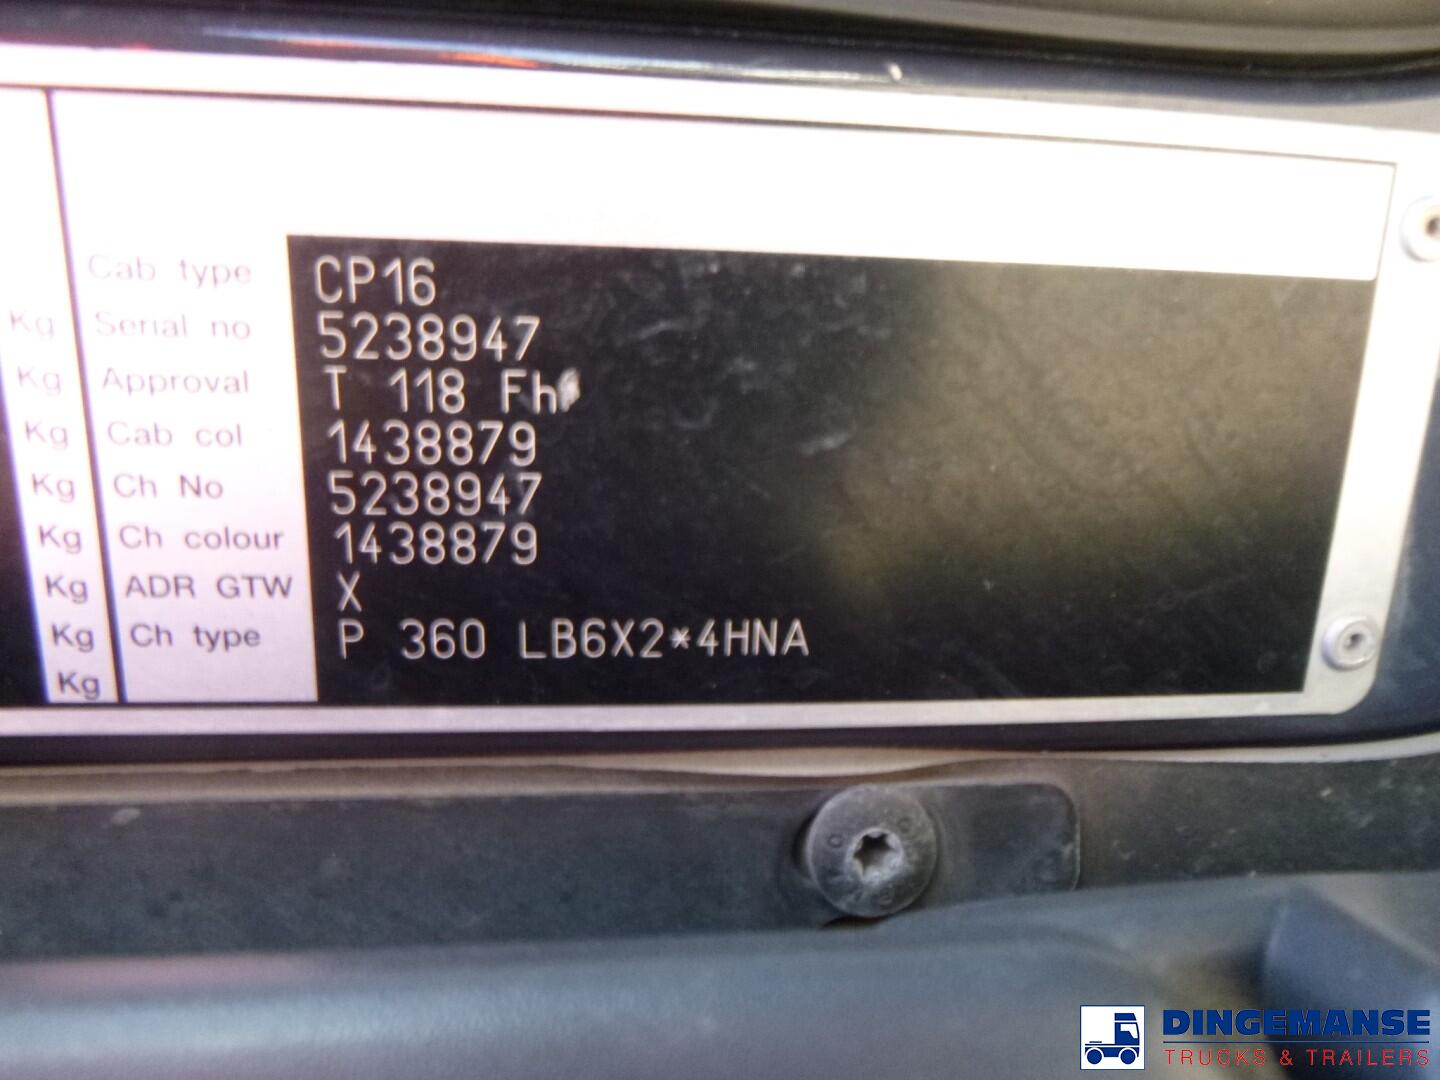 Cab type CP16
Kg Serial no 5238947
Kg Approval T 118 Fh
Kg Cab col 1438879
Kg Ch No 5238947
Kg Ch colour 1438879
Kg ADR GTW X
Kg Ch type P 360 LB6X2*4HNA
Kg
DINGEMANSE
TRUCKS & TRAILERS